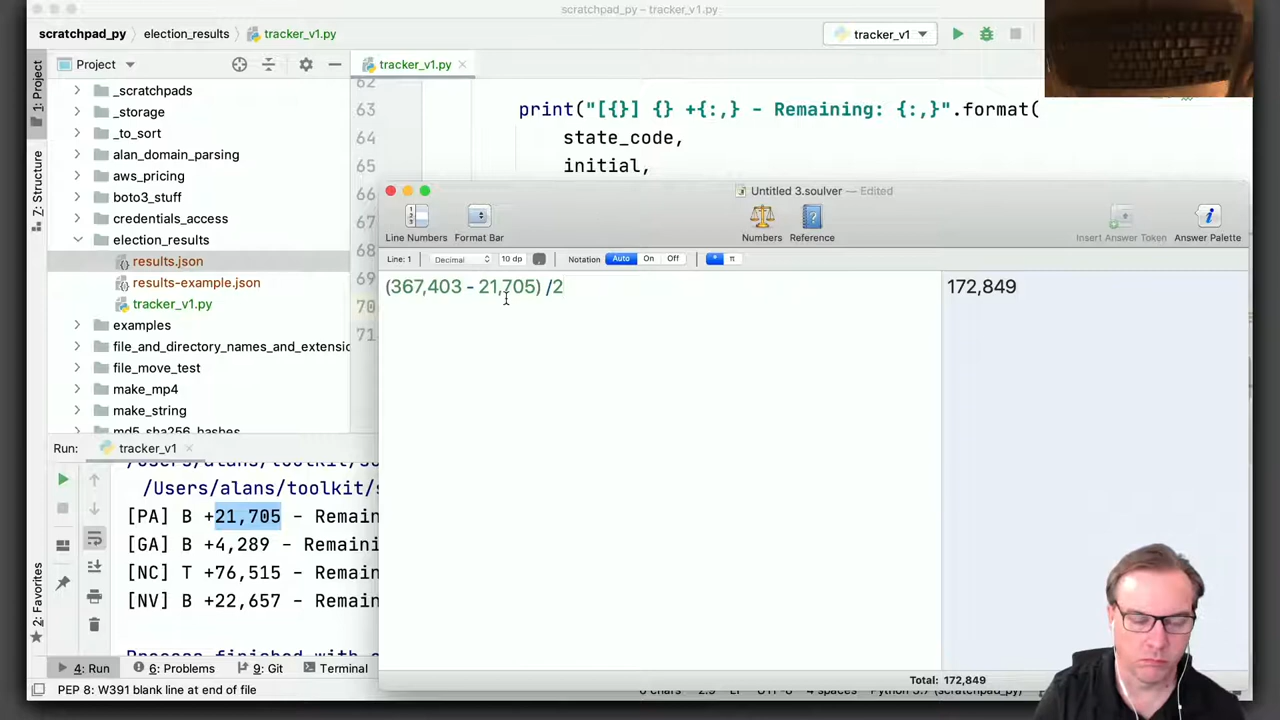 scratchpad_py – tracker_v1.py
scratchpad_py
election_results
tracker_v1.py
tracker_v1
1: Project
Z: Structure
2: Favorites
Project
_scratchpads
_storage
_to_sort
alan_domain_parsing
aws_pricing
boto3_stuff
credentials_access
election_results
results.json
results-example.json
tracker_v1.py
examples
file_and_directory_names_and_extensio
file_move_test
make_mp4
make_string
md5_sha256_hashes
tracker_v1.py
62
63 print("[{}] {} +{:,} - Remaining: {:,}".format(
64 state_code,
65 initial,
66
67
68
69
70
71
Untitled 3.soulver — Edited
Line Numbers
Format Bar
Numbers
Reference
Insert Answer Token
Answer Palette
Line: 1
Decimal
10 dp
Notation
Auto
On
Off
* π
(367,403 - 21,705) /2
172,849
Total: 172,849
Run:
tracker_v1
/Users/alans/toolkit/s
[PA] B +21,705 - Remain
[GA] B +4,289 - Remaini
[NC] T +76,515 - Remain
[NV] B +22,657 - Remain
Process finished with
4: Run
6: Problems
9: Git
Terminal
PEP 8: W391 blank line at end of file